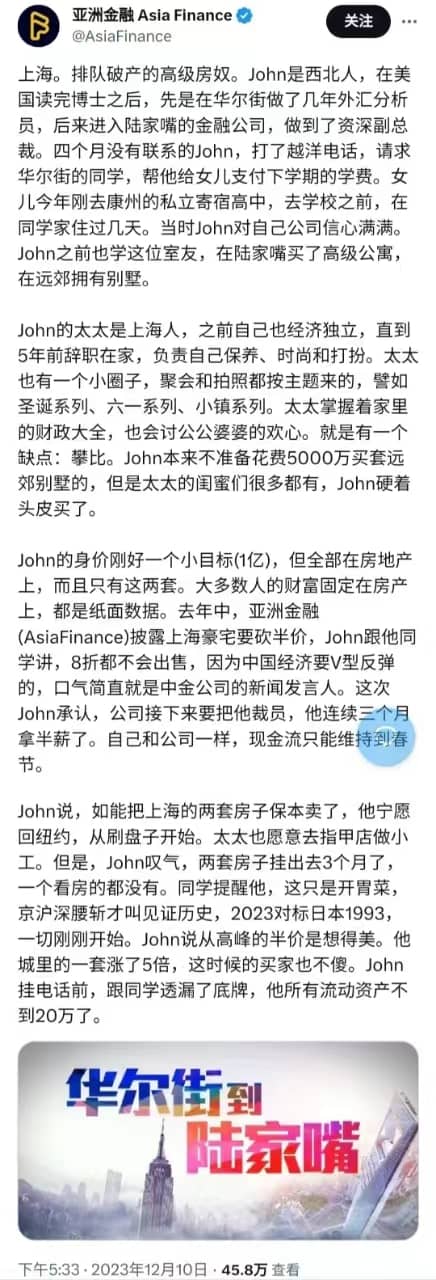 亚洲金融 Asia Finance
@AsiaFinance
关注
上海。排队破产的高级房奴。John是西北人，在美
国读完博士之后，先是在华尔街做了几年外汇分析
员，后来进入陆家嘴的金融公司，做到了资深副总
裁。四个月没有联系的John，打了越洋电话，请求
华尔街的同学，帮他给女儿支付下学期的学费。女
儿今年刚去康州的私立寄宿高中，去学校之前，在
同学家住过几天。当时John对自己公司信心满满。
John之前也学这位室友，在陆家嘴买了高级公寓，
在远郊拥有别墅。
John的太太是上海人，之前自己也经济独立，直到
5年前辞职在家，负责自己保养、时尚和打扮。太太
也有一个小圈子，聚会和拍照都按主题来的，譬如
圣诞系列、六一系列、小镇系列。太太掌握着家里
的财政大全，也会讨公公婆婆的欢心。就是有一个
缺点：攀比。John本来不准备花费5000万买套远
郊别墅的，但是太太的闺蜜们很多都有，John硬着
头皮买了。
John的身价刚好一个小目标(1亿)，但全部在房地产
上，而且只有这两套。大多数人的财富固定在房产
上，都是纸面数据。去年中，亚洲金融
(AsiaFinance)披露上海豪宅要砍半价，John跟他同
学讲，8折都不会出售，因为中国经济要V型反弹
的，口气简直就是中金公司的新闻发言人。这次
John承认，公司接下来要把他裁员，他连续三个月
拿半薪了。自己和公司一样，现金流只能维持到春
节。
John说，如能把上海的两套房子保本卖了，他宁愿
回纽约，从刷盘子开始。太太也愿意去指甲店做小
工。但是，John叹气，两套房子挂出去3个月了，
一个看房的都没有。同学提醒他，这只是开胃菜，
京沪深腰斩才叫见证历史，2023对标日本1993，
一切刚刚开始。John说从高峰的半价是想得美。他
城里的一套涨了5倍，这时候的买家也不傻。John
挂电话前，跟同学透漏了底牌，他所有流动资产不
到20万了。
华尔街到
陆家嘴
下午5:33 · 2023年12月10日 · 45.8万 查看